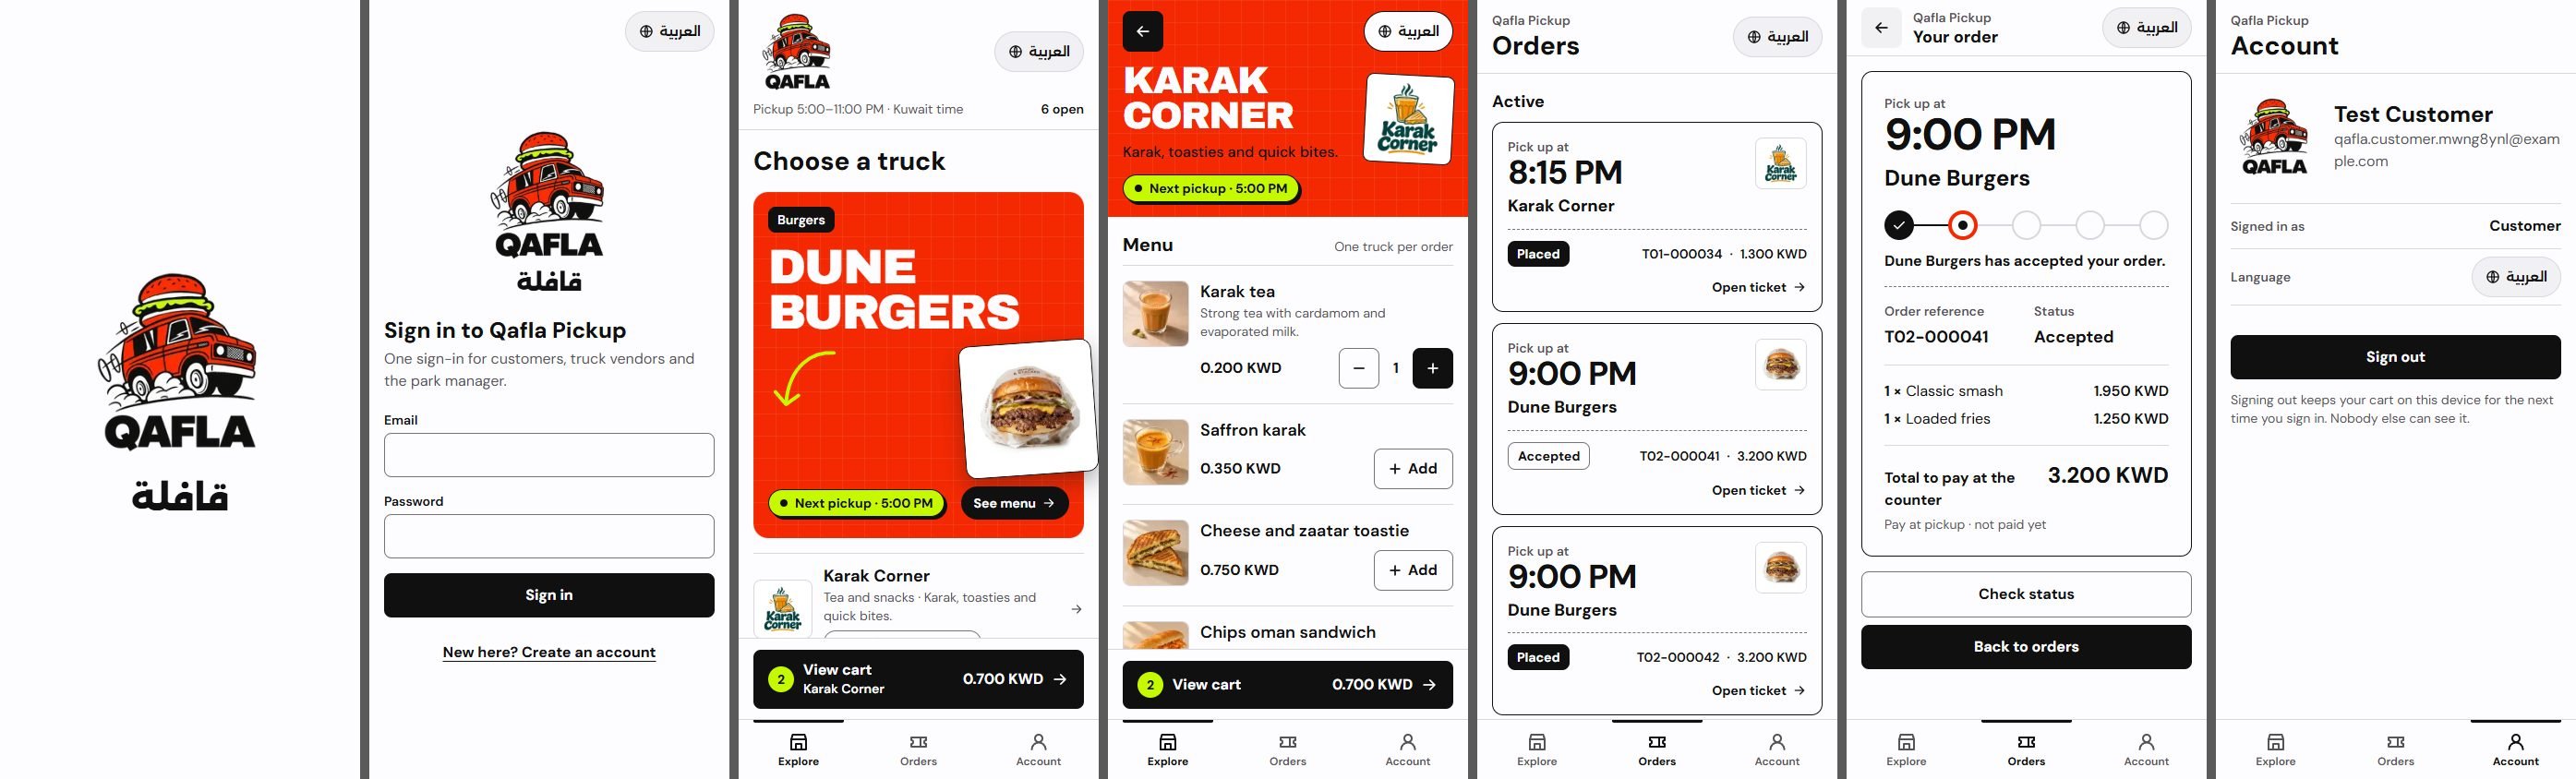 QAFLA
قافلة
العربية
QAFLA
قافلة
Sign in to Qafla Pickup
One sign-in for customers, truck vendors and
the park manager.
Email
Password
Sign in
New here? Create an account
QAFLA
العربية
Pickup 5:00–11:00 PM · Kuwait time
6 open
Choose a truck
Burgers
DUNE
BURGERS
Next pickup · 5:00 PM
See menu →
Karak Corner
Karak Corner
Tea and snacks · Karak, toasties and
quick bites.
→
2
View cart
Karak Corner
0.700 KWD →
Explore
Orders
Account
←
العربية
KARAK
CORNER
Karak Corner
Karak, toasties and quick bites.
Next pickup · 5:00 PM
Menu
One truck per order
Karak tea
Strong tea with cardamom and
evaporated milk.
0.200 KWD
− 1 +
Saffron karak
0.350 KWD
+ Add
Cheese and zaatar toastie
0.750 KWD
+ Add
Chips oman sandwich
2 View cart
0.700 KWD →
Explore
Orders
Account
Qafla Pickup
Orders
العربية
Active
Pick up at
8:15 PM
Karak Corner
Karak Corner
Placed
T01-000034 · 1.300 KWD
Open ticket →
Pick up at
9:00 PM
Dune Burgers
Accepted
T02-000041 · 3.200 KWD
Open ticket →
Pick up at
9:00 PM
Dune Burgers
Placed
T02-000042 · 3.200 KWD
Open ticket →
Explore
Orders
Account
←
Qafla Pickup
Your order
العربية
Pick up at
9:00 PM
Dune Burgers
Dune Burgers has accepted your order.
Order reference
Status
T02-000041
Accepted
1 × Classic smash
1.950 KWD
1 × Loaded fries
1.250 KWD
Total to pay at the
counter
3.200 KWD
Pay at pickup · not paid yet
Check status
Back to orders
Explore
Orders
Account
Qafla Pickup
Account
QAFLA
Test Customer
qafla.customer.mwng8ynl@exam
ple.com
Signed in as
Customer
Language
العربية
Sign out
Signing out keeps your cart on this device for the next
time you sign in. Nobody else can see it.
Explore
Orders
Account